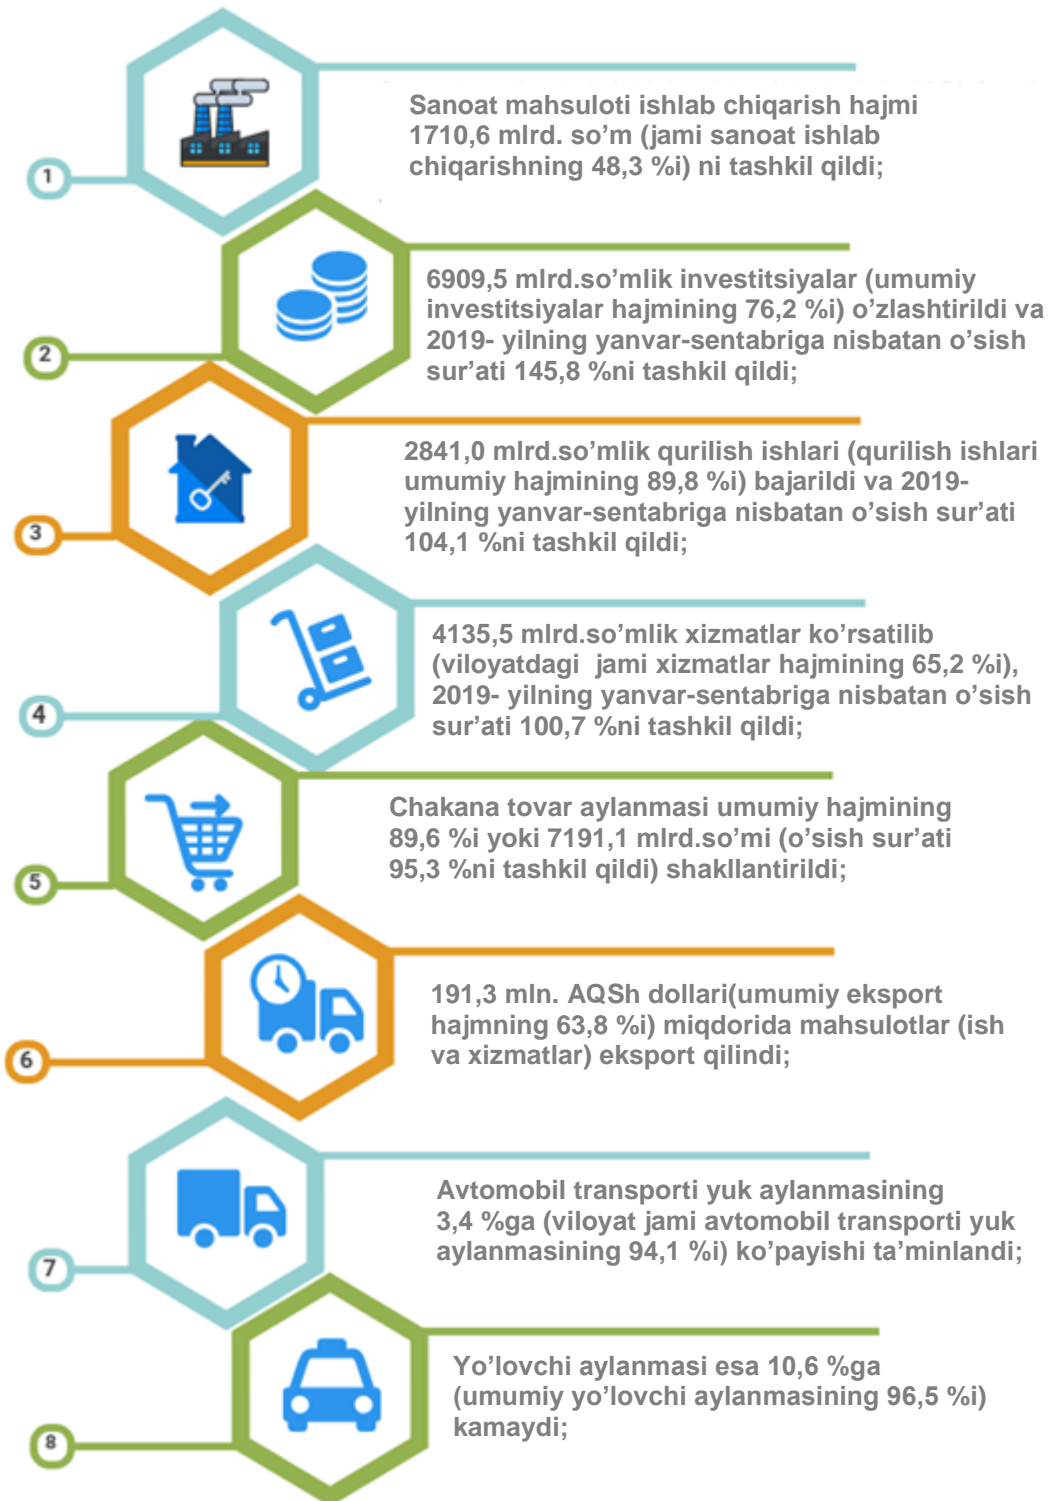 1
Sanoat mahsuloti ishlab chiqarish hajmi
1710,6 mlrd. so’m (jami sanoat ishlab
chiqarishning 48,3 %i) ni tashkil qildi;
2
6909,5 mlrd.so’mlik investitsiyalar (umumiy
investitsiyalar hajmining 76,2 %i) o’zlashtirildi va
2019- yilning yanvar-sentabriga nisbatan o’sish
sur’ati 145,8 %ni tashkil qildi;
3
2841,0 mlrd.so’mlik qurilish ishlari (qurilish ishlari
umumiy hajmining 89,8 %i) bajarildi va 2019-
yilning yanvar-sentabriga nisbatan o’sish sur’ati
104,1 %ni tashkil qildi;
4
4135,5 mlrd.so’mlik xizmatlar ko’rsatilib
(viloyatdagi  jami xizmatlar hajmining 65,2 %i),
2019- yilning yanvar-sentabriga nisbatan o’sish
sur’ati 100,7 %ni tashkil qildi;
5
Chakana tovar aylanmasi umumiy hajmining
89,6 %i yoki 7191,1 mlrd.so’mi (o’sish sur’ati
95,3 %ni tashkil qildi) shakllantirildi;
6
191,3 mln. AQSh dollari(umumiy eksport
hajmning 63,8 %i) miqdorida mahsulotlar (ish
va xizmatlar) eksport qilindi;
7
Avtomobil transporti yuk aylanmasining
3,4 %ga (viloyat jami avtomobil transporti yuk
aylanmasining 94,1 %i) ko’payishi ta’minlandi;
8
Yo’lovchi aylanmasi esa 10,6 %ga
(umumiy yo’lovchi aylanmasining 96,5 %i)
kamaydi;